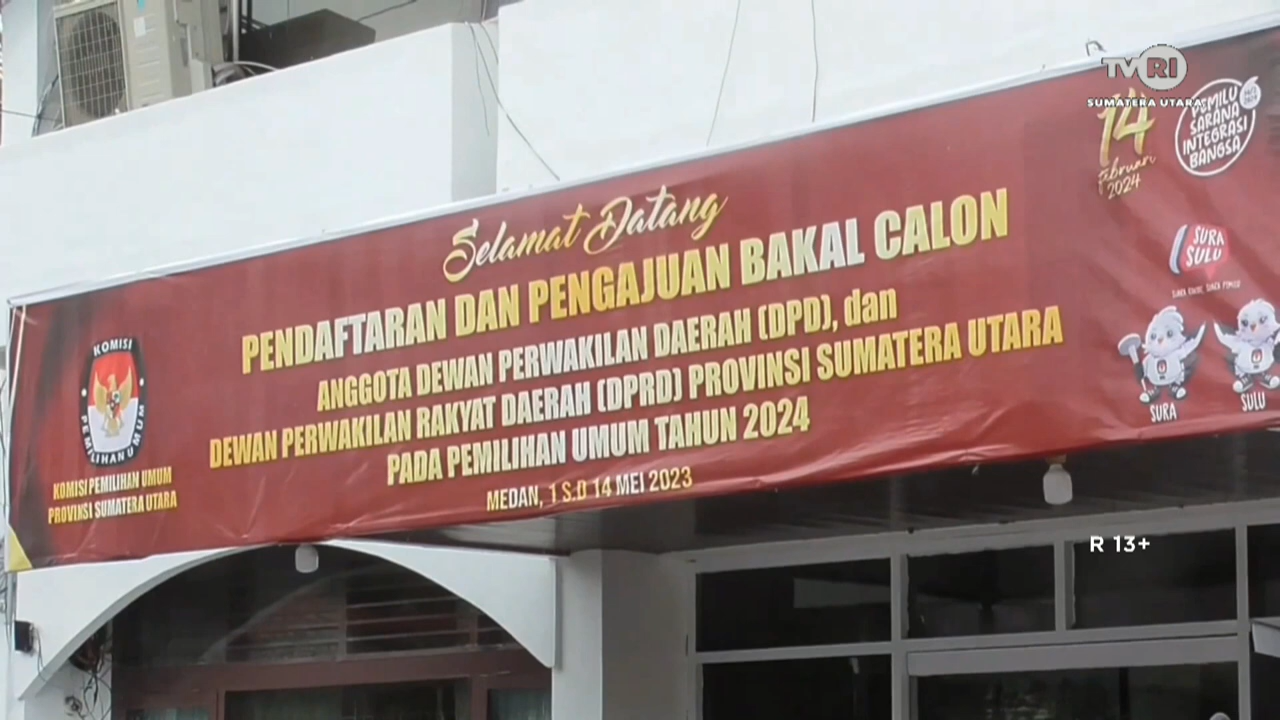 TVRI
SUMATERA UTARA
14
Februari
2024
PEMILU
SARANA
INTEGRASI
BANGSA
Selamat Datang
PENDAFTARAN DAN PENGAJUAN BAKAL CALON
ANGGOTA DEWAN PERWAKILAN DAERAH (DPD), dan
DEWAN PERWAKILAN RAKYAT DAERAH (DPRD) PROVINSI SUMATERA UTARA
PADA PEMILIHAN UMUM TAHUN 2024
MEDAN, 1 S.D 14 MEI 2023
KOMISI
PEMILIHAN UMUM
KOMISI PEMILIHAN UMUM
PROVINSI SUMATERA UTARA
SURA
SULU
SURA
SULU
R 13+